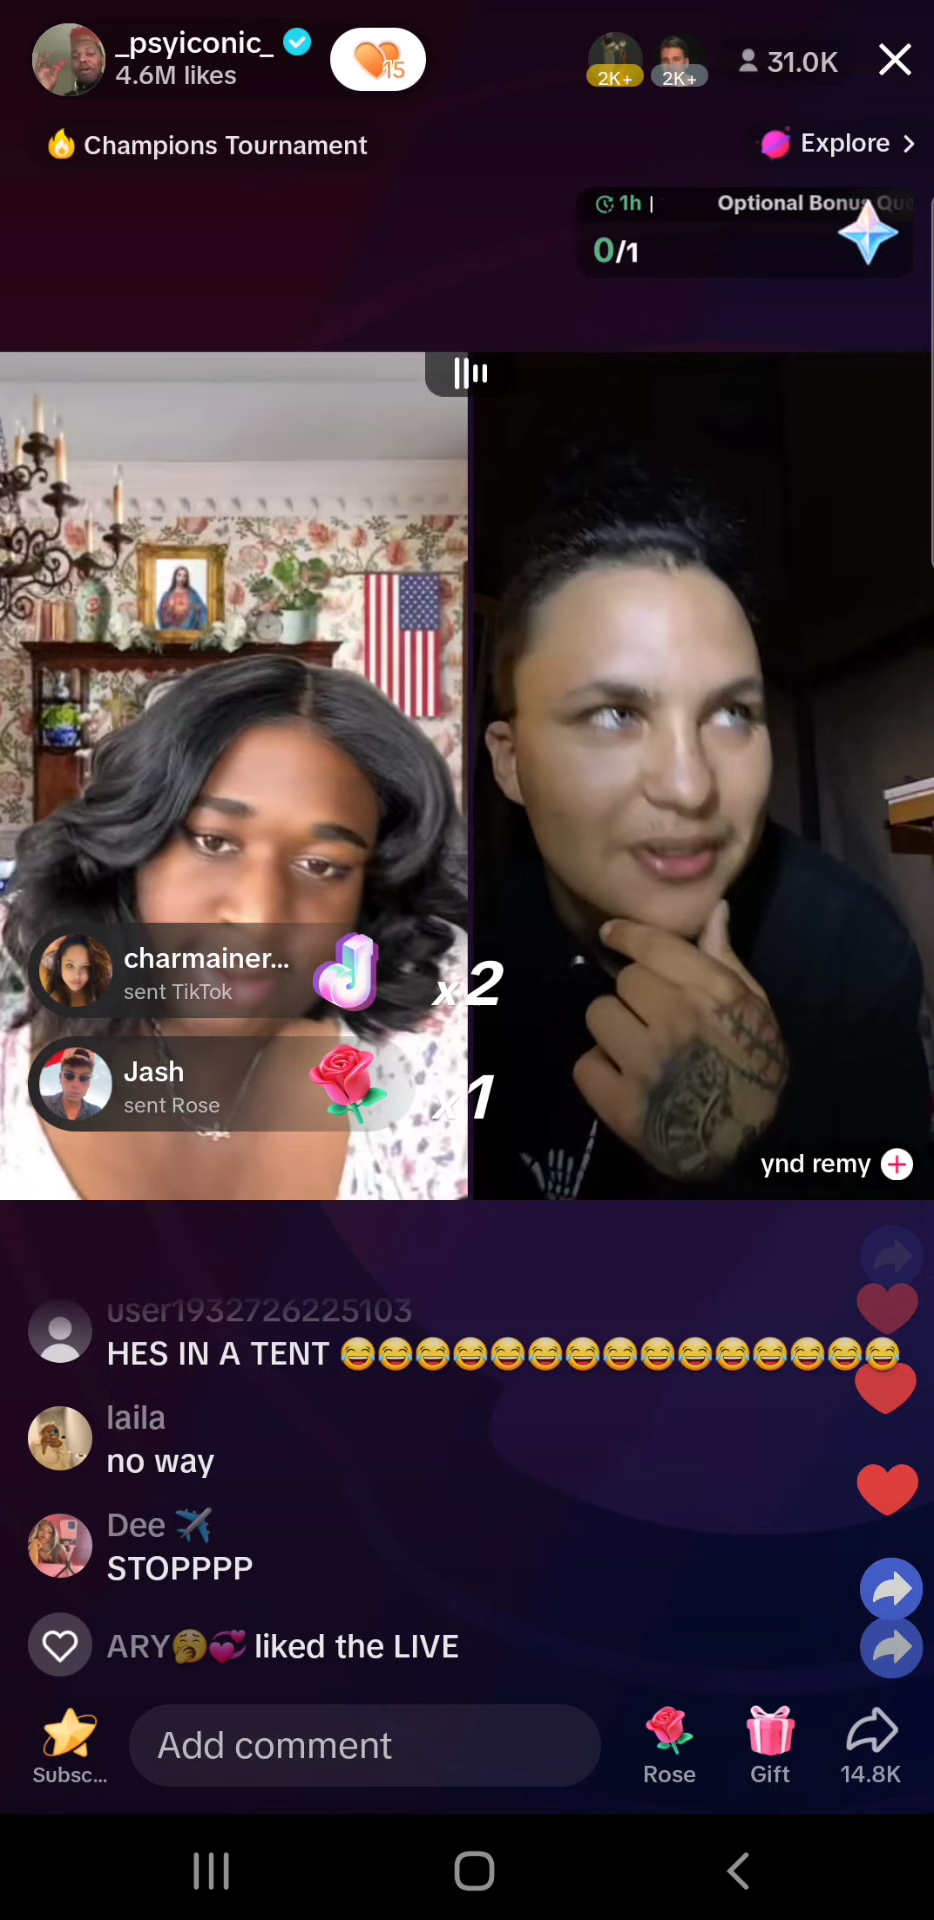 _psyiconic_
4.6M likes
15
2K+
2K+
31.0K
🔥 Champions Tournament
Explore >
1h | Optional Bonus Que
0/1
charmainer...
sent TikTok
x2
Jash
sent Rose
x1
ynd remy
user1932726225103
HES IN A TENT 😂😂😂😂😂😂😂😂😂😂😂😂😂😂😂
laila
no way
Dee ✈️
STOPPPP
ARY🥱💞 liked the LIVE
Subsc...
Add comment
Rose
Gift
14.8K